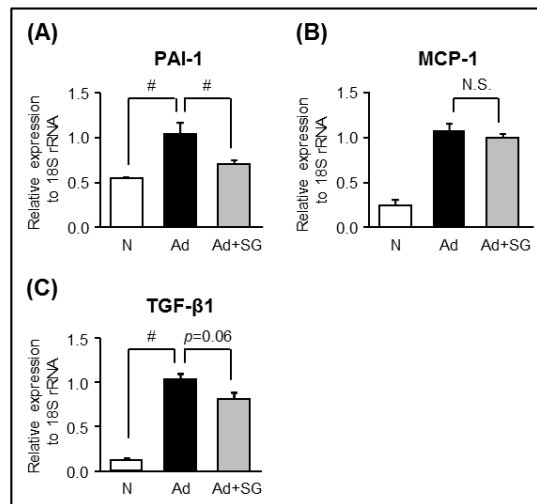 (A)
PAI-1
# #
Relative expression
to 18S rRNA
1.5
1.0
0.5
0.0
N Ad Ad+SG
(B)
MCP-1
N.S.
Relative expression
to 18S rRNA
1.5
1.0
0.5
0.0
N Ad Ad+SG
(C)
TGF-β1
# p=0.06
Relative expression
to 18S rRNA
1.5
1.0
0.5
0.0
N Ad Ad+SG